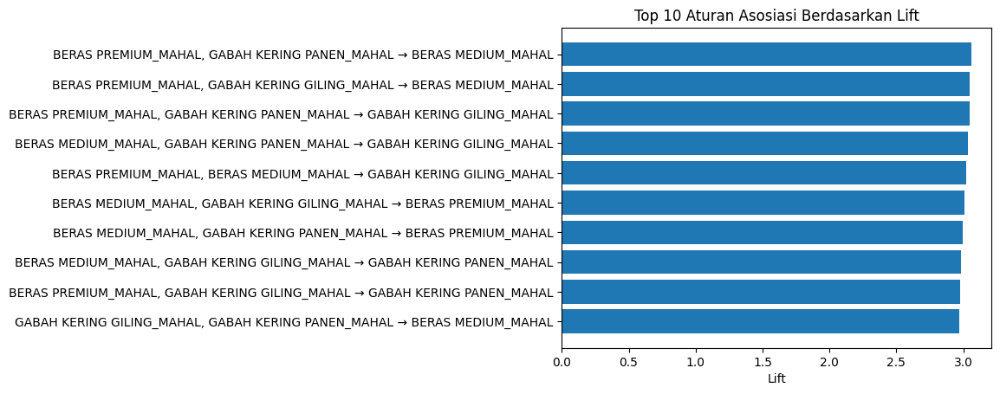 Top 10 Aturan Asosiasi Berdasarkan Lift
BERAS PREMIUM_MAHAL, GABAH KERING PANEN_MAHAL → BERAS MEDIUM_MAHAL
BERAS PREMIUM_MAHAL, GABAH KERING GILING_MAHAL → BERAS MEDIUM_MAHAL
BERAS PREMIUM_MAHAL, GABAH KERING PANEN_MAHAL → GABAH KERING GILING_MAHAL
BERAS MEDIUM_MAHAL, GABAH KERING PANEN_MAHAL → GABAH KERING GILING_MAHAL
BERAS PREMIUM_MAHAL, BERAS MEDIUM_MAHAL → GABAH KERING GILING_MAHAL
BERAS MEDIUM_MAHAL, GABAH KERING GILING_MAHAL → BERAS PREMIUM_MAHAL
BERAS MEDIUM_MAHAL, GABAH KERING PANEN_MAHAL → BERAS PREMIUM_MAHAL
BERAS MEDIUM_MAHAL, GABAH KERING GILING_MAHAL → GABAH KERING PANEN_MAHAL
BERAS PREMIUM_MAHAL, GABAH KERING GILING_MAHAL → GABAH KERING PANEN_MAHAL
GABAH KERING GILING_MAHAL, GABAH KERING PANEN_MAHAL → BERAS MEDIUM_MAHAL
0.0 0.5 1.0 1.5 2.0 2.5 3.0
Lift